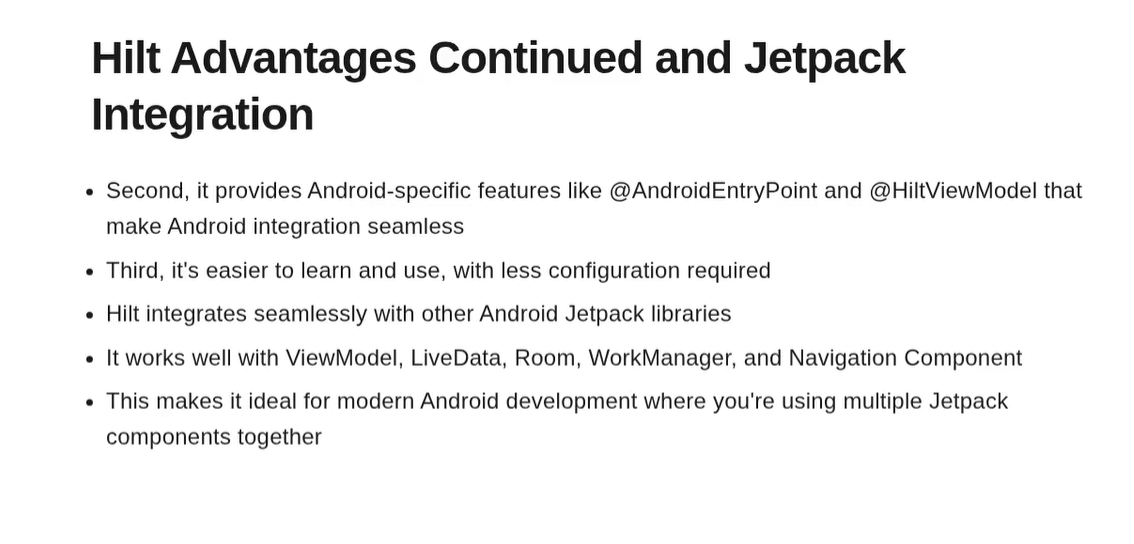 Hilt Advantages Continued and Jetpack
Integration
• Second, it provides Android-specific features like @AndroidEntryPoint and @HiltViewModel that
make Android integration seamless
• Third, it's easier to learn and use, with less configuration required
• Hilt integrates seamlessly with other Android Jetpack libraries
• It works well with ViewModel, LiveData, Room, WorkManager, and Navigation Component
• This makes it ideal for modern Android development where you're using multiple Jetpack
components together